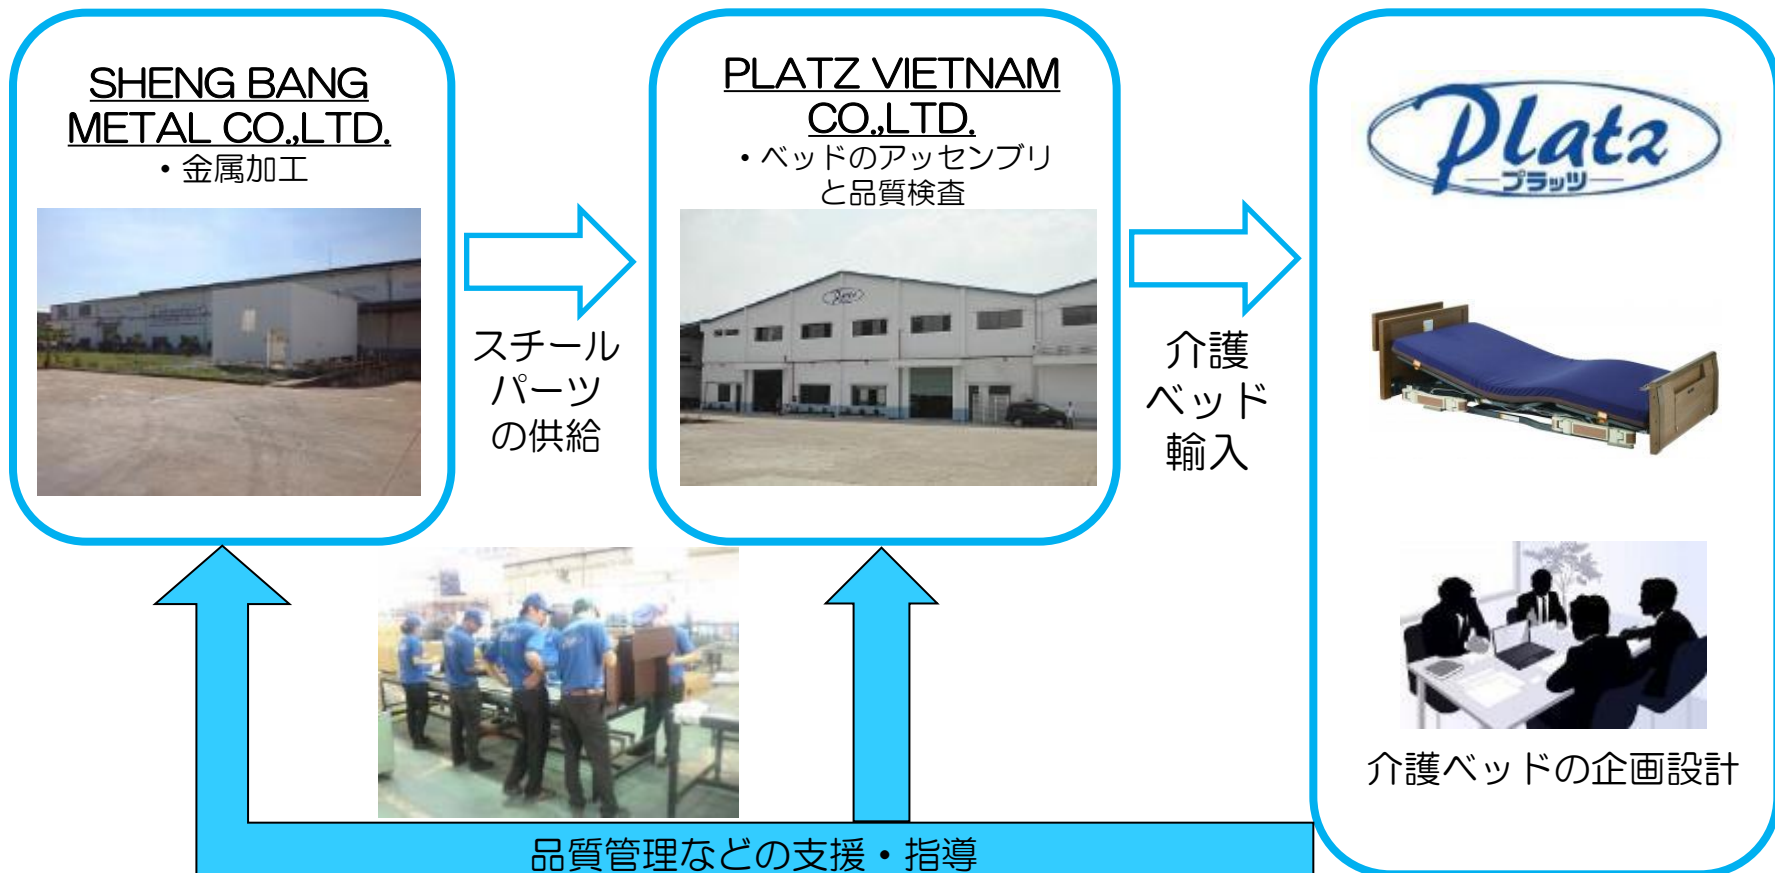 SHENG BANG
METAL CO.,LTD.
・金属加工
スチール
パーツ
の供給
PLATZ VIETNAM
CO.,LTD.
・ベッドのアッセンブリ
と品質検査
Platz
介護
ベッド
輸入
Platz
プラッツ
介護ベッドの企画設計
品質管理などの支援・指導